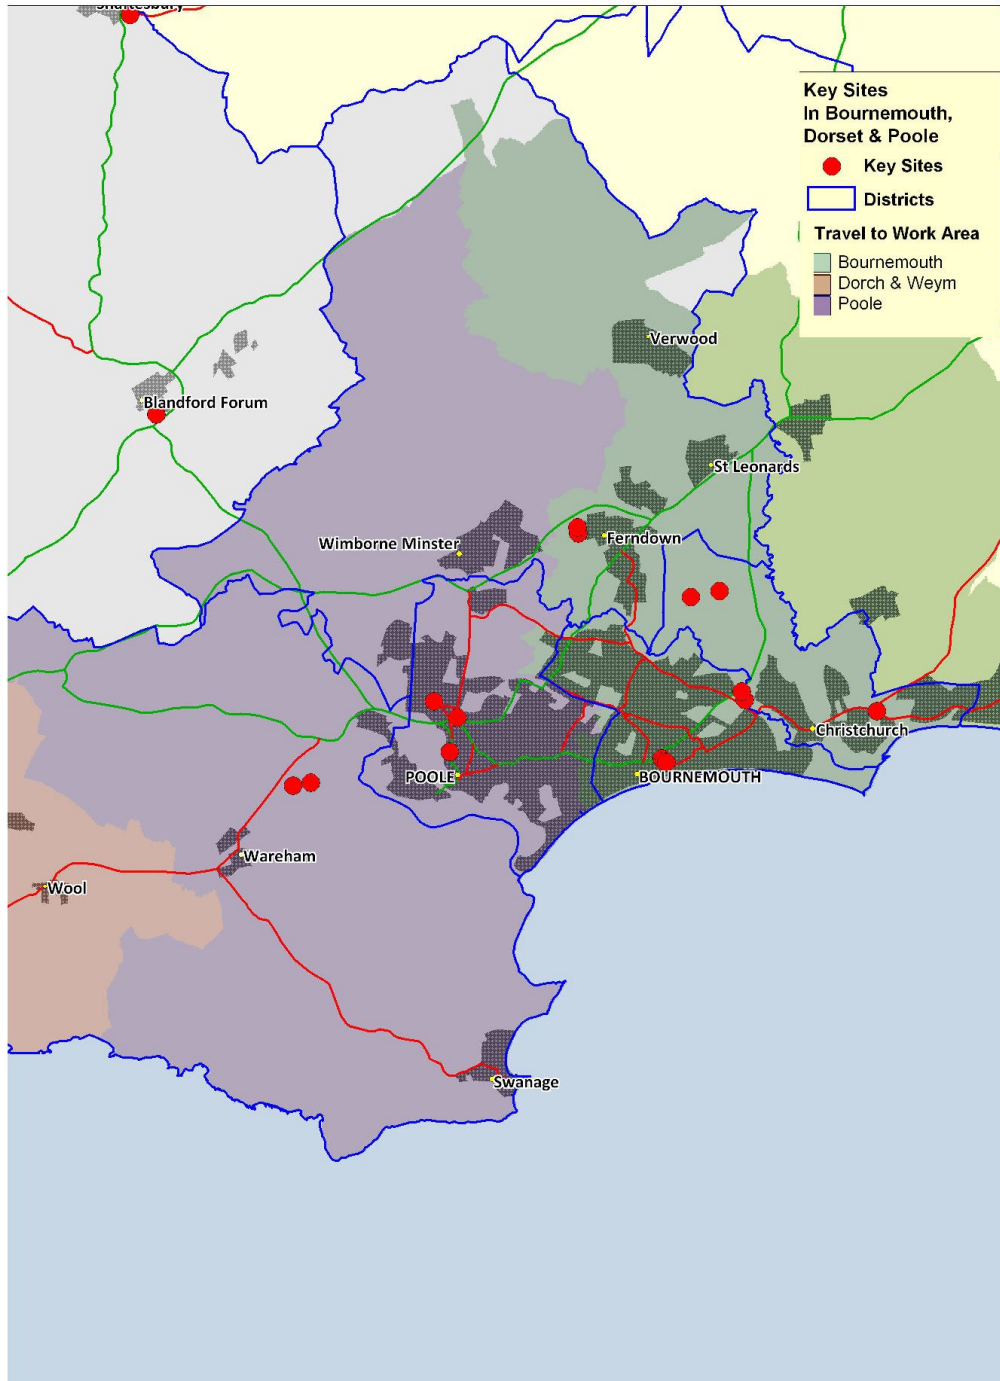 Shaftesbury
Key Sites
In Bournemouth,
Dorset & Poole
Key Sites
Districts
Travel to Work Area
Bournemouth
Dorch & Weym
Poole
Verwood
Blandford Forum
St Leonards
Wimborne Minster
Ferndown
Christchurch
POOLE
BOURNEMOUTH
Wareham
Wool
Swanage